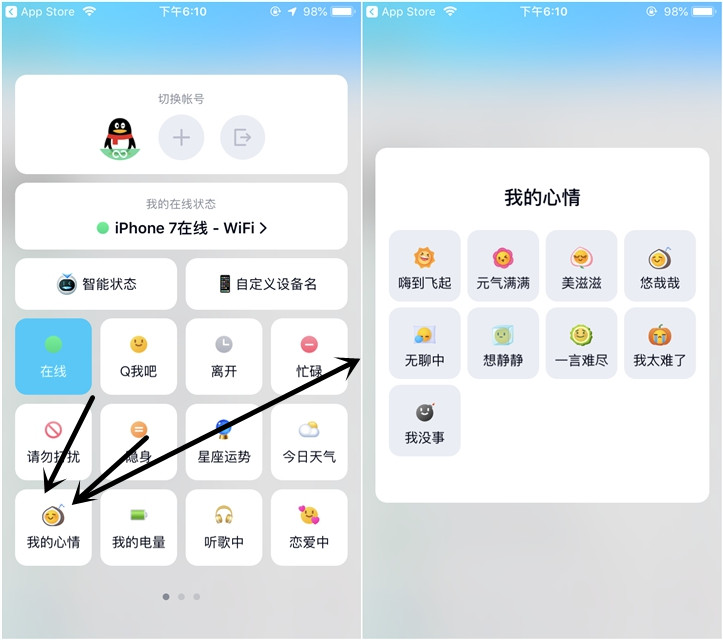 App Store
下午6:10
98%
切换帐号
我的在线状态
iPhone 7在线 - WiFi
智能状态
自定义设备名
在线
Q我吧
离开
忙碌
请勿打扰
隐身
星座运势
今日天气
我的心情
我的电量
听歌中
恋爱中
App Store
下午6:10
98%
我的心情
嗨到飞起
元气满满
美滋滋
悠哉哉
无聊中
想静静
一言难尽
我太难了
我没事